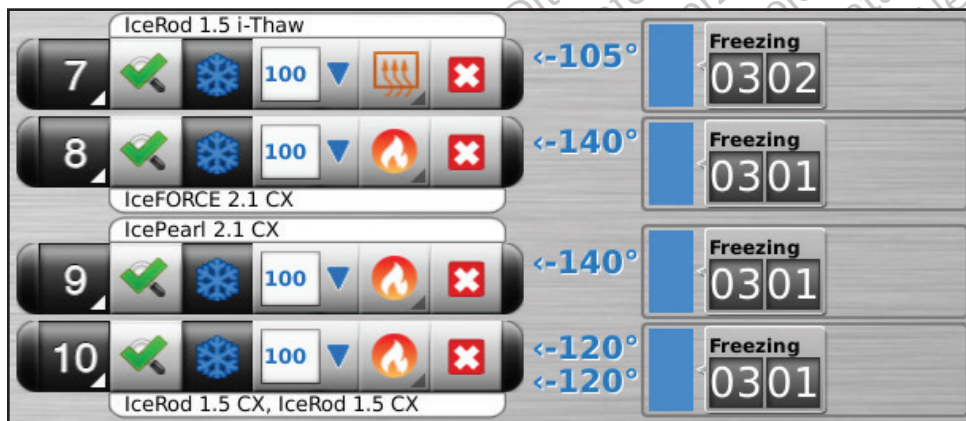 IceRod 1.5 i-Thaw
7 100 <-105° Freezing 03 02
8 100 <-140° Freezing 03 01
IceFORCE 2.1 CX
IcePearl 2.1 CX
9 100 <-140° Freezing 03 01
10 100 <-120° Freezing 03 01
<-120°
IceRod 1.5 CX, IceRod 1.5 CX